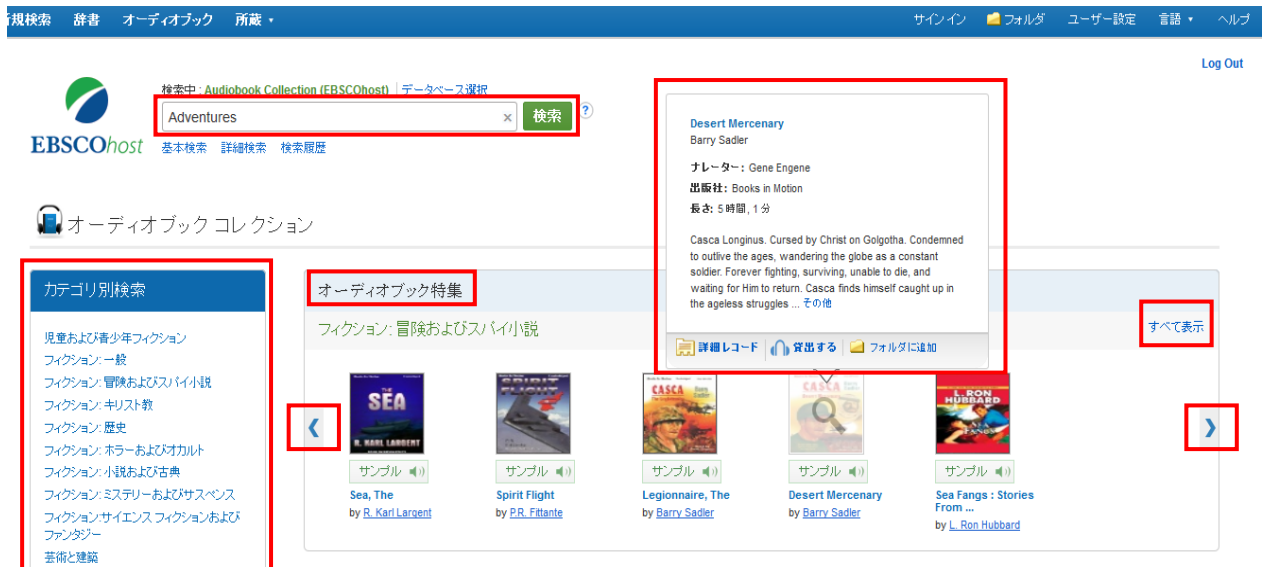 新規検索 辞書 オーディオブック 所蔵 サインイン フォルダ ユーザー設定 言語 ヘルプ
Log Out
検索中 : Audiobook Collection (EBSCOhost) | データベース選択
Adventures × 検索 ?
EBSCOhost 基本検索 詳細検索 検索履歴
オーディオブック コレクション
Desert Mercenary
Barry Sadler
ナレーター: Gene Engene
出版社: Books in Motion
長さ: 5 時間, 1 分
Casca Longinus. Cursed by Christ on Golgotha. Condemned
to outlive the ages, wandering the globe as a constant
soldier. Forever fighting, surviving, unable to die, and
waiting for Him to return. Casca finds himself caught up in
the ageless struggles ... その他
詳細レコード 貸出する フォルダに追加
カテゴリ別検索
児童および青少年フィクション
フィクション: 一般
フィクション: 冒険およびスパイ小説
フィクション: キリスト教
フィクション: 歴史
フィクション: ホラーおよびオカルト
フィクション: 小説および古典
フィクション: ミステリーおよびサスペンス
フィクション:サイエンス フィクションおよび
ファンタジー
芸術と建築
オーディオブック特集
フィクション: 冒険およびスパイ小説 すべて表示
THE
SEA
R. KARL LARGENT
SPIRIT
FLIGHT
CASCA
CASCA
L. RON
HUBBARD
SEA
FANGS
サンプル サンプル サンプル サンプル サンプル
Sea, The
by R. Karl Largent
Spirit Flight
by P.R. Fittante
Legionnaire, The
by Barry Sadler
Desert Mercenary
by Barry Sadler
Sea Fangs : Stories
From ...
by L. Ron Hubbard